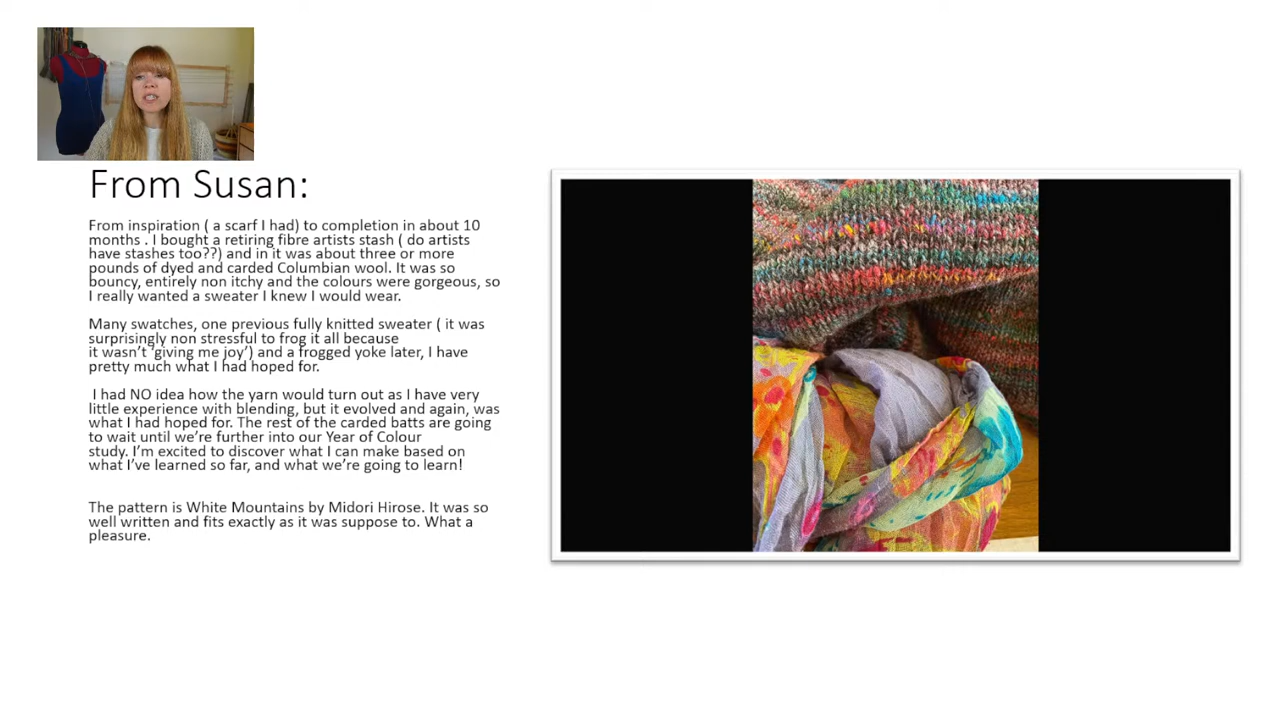 From Susan:
From inspiration ( a scarf I had) to completion in about 10
months . I bought a retiring fibre artists stash ( do artists
have stashes too??) and in it was about three or more
pounds of dyed and carded Columbian wool. It was so
bouncy, entirely non itchy and the colours were gorgeous, so
I really wanted a sweater I knew I would wear.
Many swatches, one previous fully knitted sweater ( it was
surprisingly non stressful to frog it all because
it wasn't 'giving me joy') and a frogged yoke later, I have
pretty much what I had hoped for.
I had NO idea how the yarn would turn out as I have very
little experience with blending, but it evolved and again, was
what I had hoped for. The rest of the carded batts are going
to wait until we're further into our Year of Colour
study. I'm excited to discover what I can make based on
what I've learned so far, and what we're going to learn!
The pattern is White Mountains by Midori Hirose. It was so
well written and fits exactly as it was suppose to. What a
pleasure.